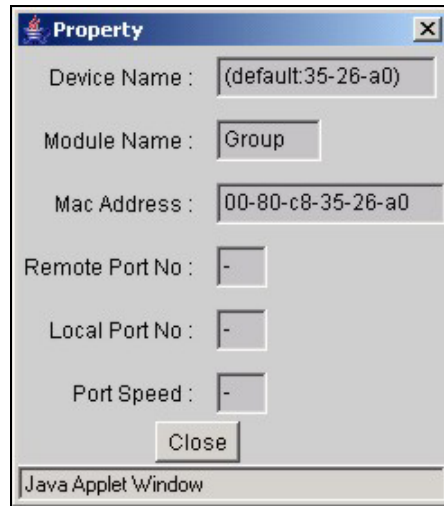 Property
Device Name : (default:35-26-a0)
Module Name : Group
Mac Address : 00-80-c8-35-26-a0
Remote Port No : -
Local Port No : -
Port Speed : -
Close
Java Applet Window